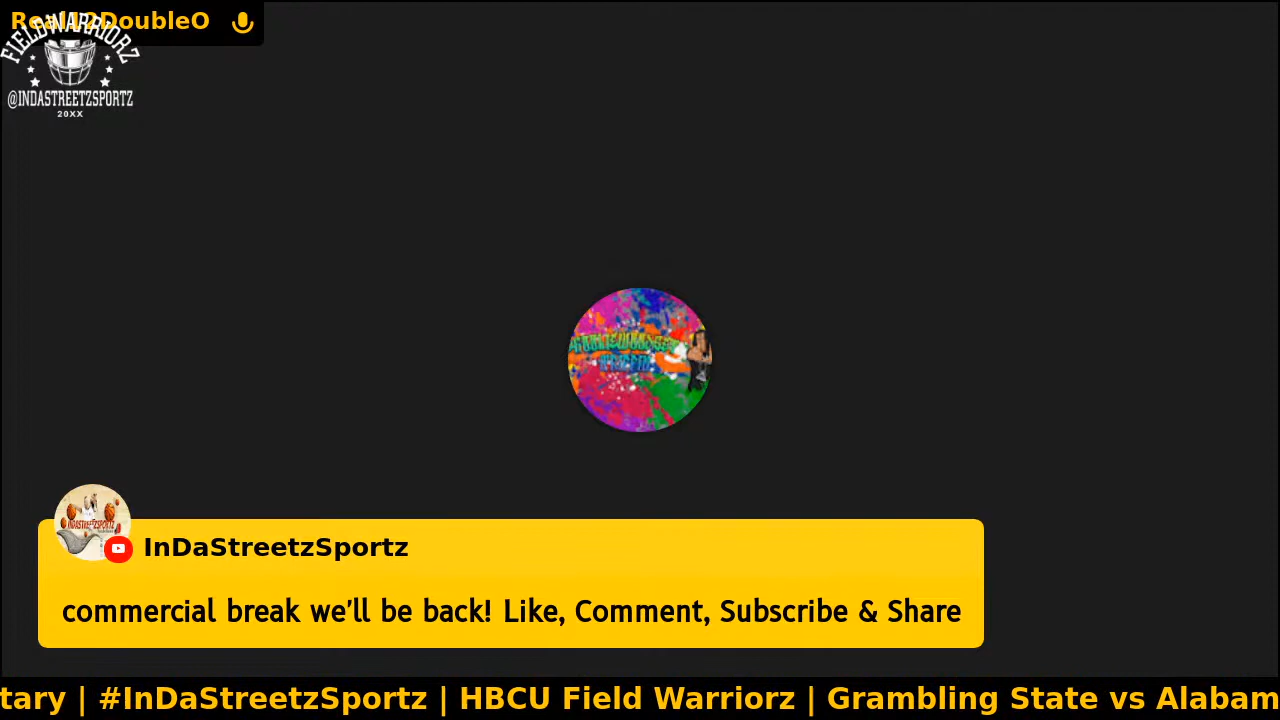 FIELDWARRIORZ
@INDASTREETZSPORTZ
20XX
InDaStreetzSportz
commercial break we'll be back! Like, Comment, Subscribe & Share
tary | #InDaStreetzSportz | HBCU Field Warriorz | Grambling State vs Alabam